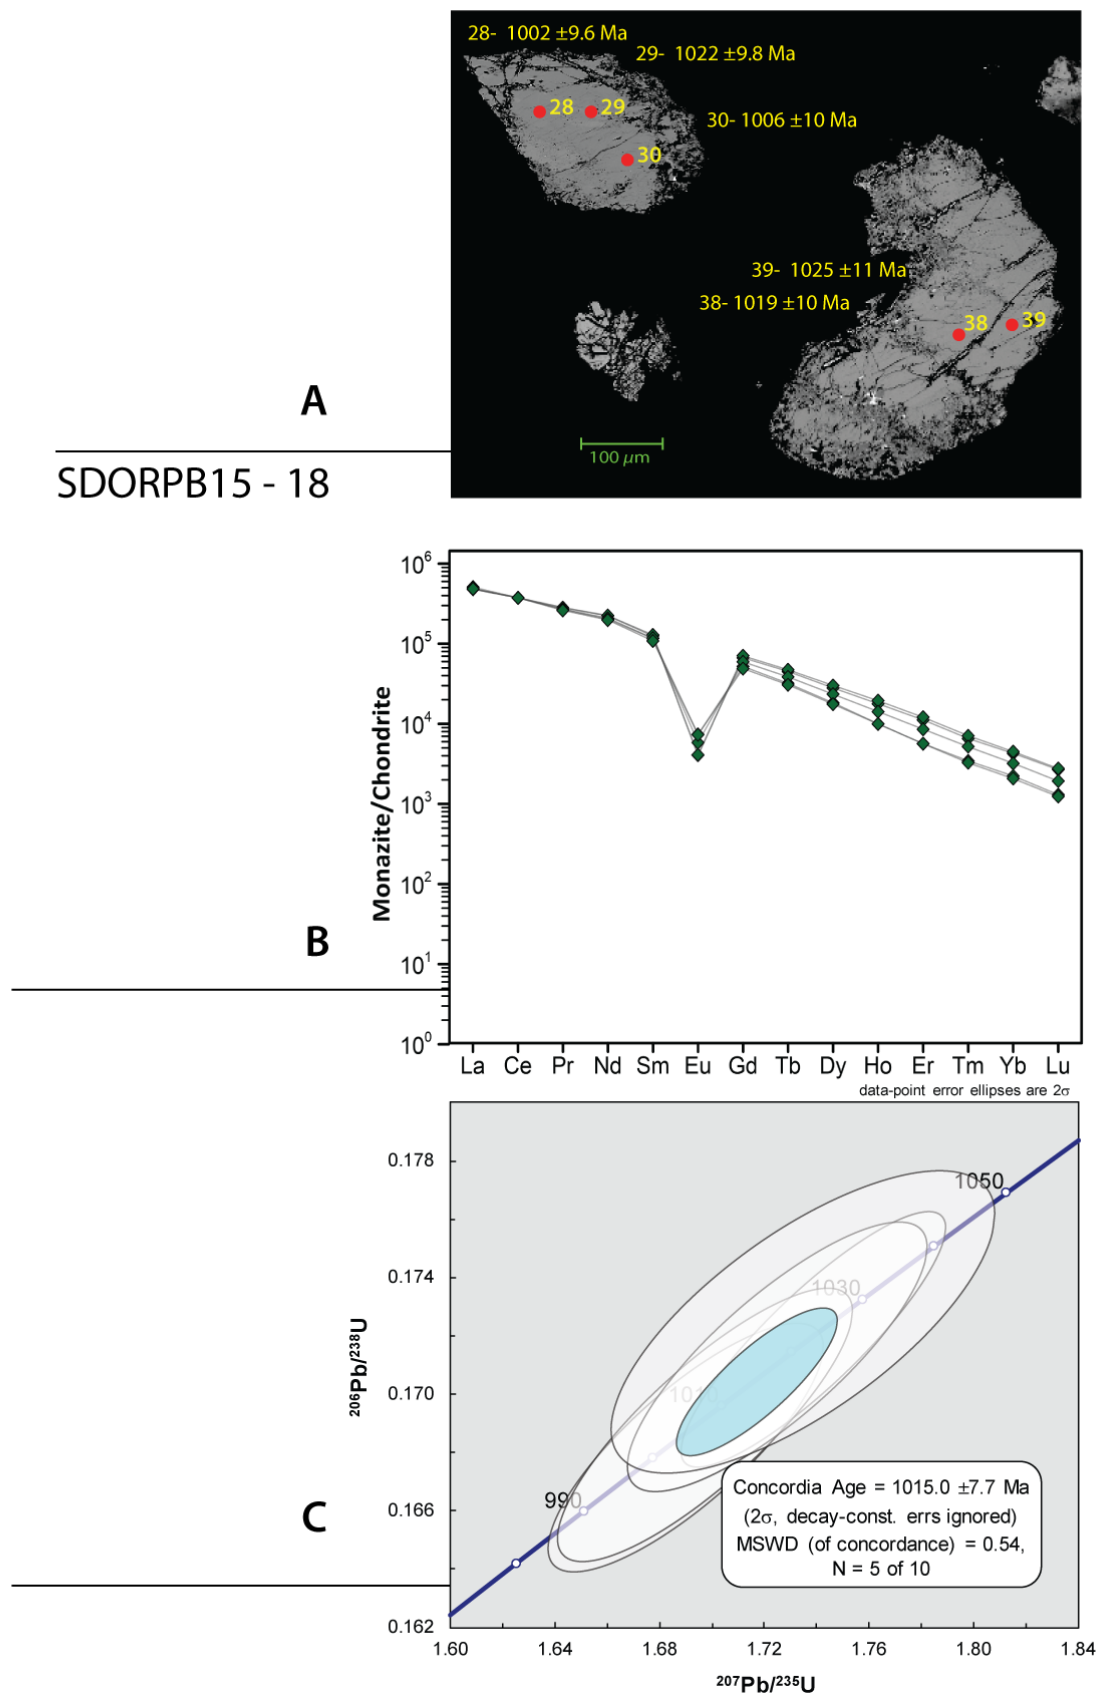 28- 1002 ±9.6 Ma
29- 1022 ±9.8 Ma
28 29
30- 1006 ±10 Ma
30
39- 1025 ±11 Ma
38- 1019 ±10 Ma
38 39
100 µm
A
SDORPB15 - 18
Monazite/Chondrite
10⁶
10⁵
10⁴
10³
10²
10¹
10⁰
B
La Ce Pr Nd Sm Eu Gd Tb Dy Ho Er Tm Yb Lu
data-point error ellipses are 2σ
²⁰⁶Pb/²³⁸U
0.178
0.174
0.170
0.166
0.162
1050
1030
1010
990
Concordia Age = 1015.0 ±7.7 Ma
(2σ, decay-const. errs ignored)
MSWD (of concordance) = 0.54,
N = 5 of 10
C
1.60 1.64 1.68 1.72 1.76 1.80 1.84
²⁰⁷Pb/²³⁵U